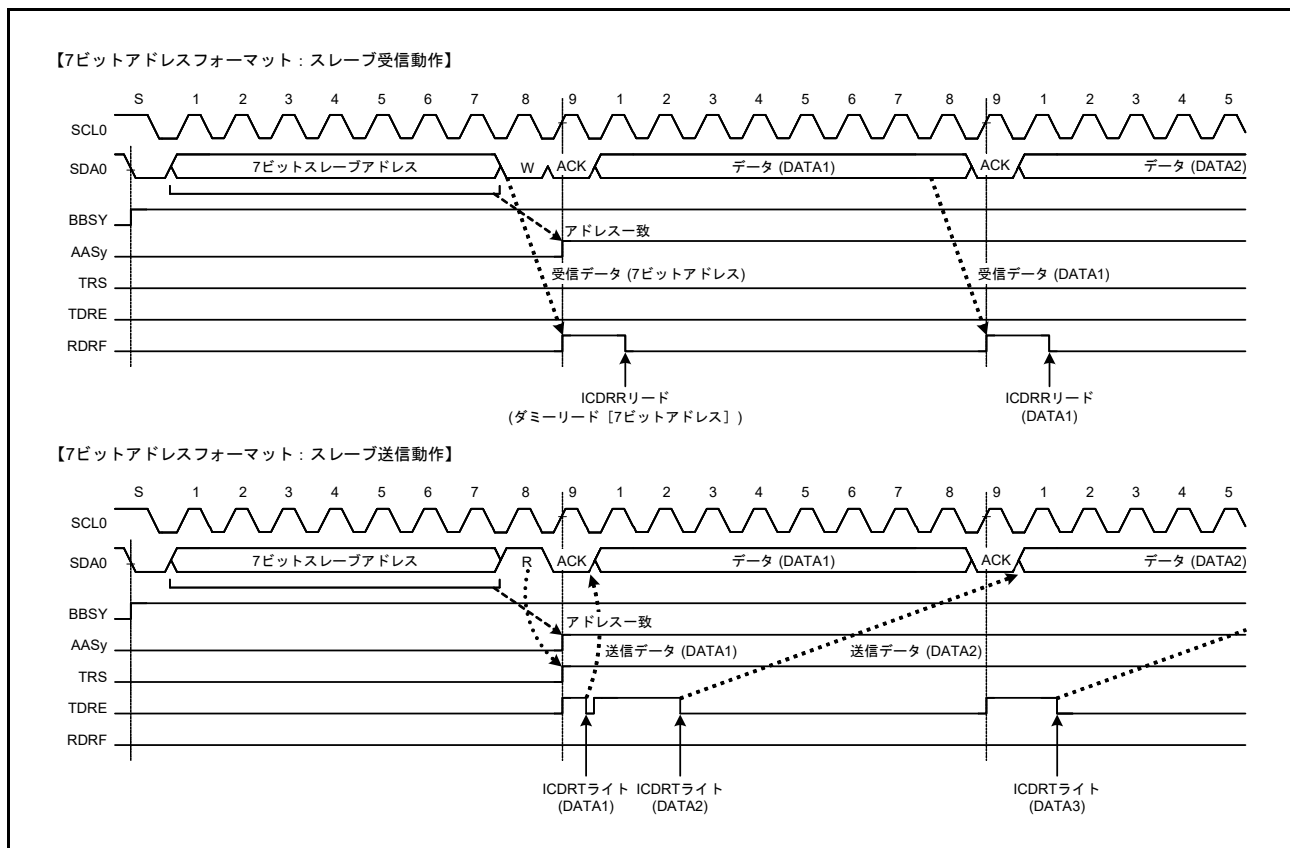 【7ビットアドレスフォーマット：スレーブ受信動作】
S 1 2 3 4 5 6 7 8 9 1 2 3 4 5 6 7 8 9 1 2 3 4 5
SCL0
SDA0 7ビットスレーブアドレス W ACK データ (DATA1) ACK データ (DATA2)
BBSY
アドレス一致
AASy
受信データ (7ビットアドレス) 受信データ (DATA1)
TRS
TDRE
RDRF
ICDRRリード ICDRRリード
(ダミーリード［7ビットアドレス］) (DATA1)
【7ビットアドレスフォーマット：スレーブ送信動作】
S 1 2 3 4 5 6 7 8 9 1 2 3 4 5 6 7 8 9 1 2 3 4 5
SCL0
SDA0 7ビットスレーブアドレス R ACK データ (DATA1) ACK データ (DATA2)
BBSY
アドレス一致
AASy
送信データ (DATA1) 送信データ (DATA2)
TRS
TDRE
RDRF
ICDRTライト ICDRTライト ICDRTライト
(DATA1) (DATA2) (DATA3)